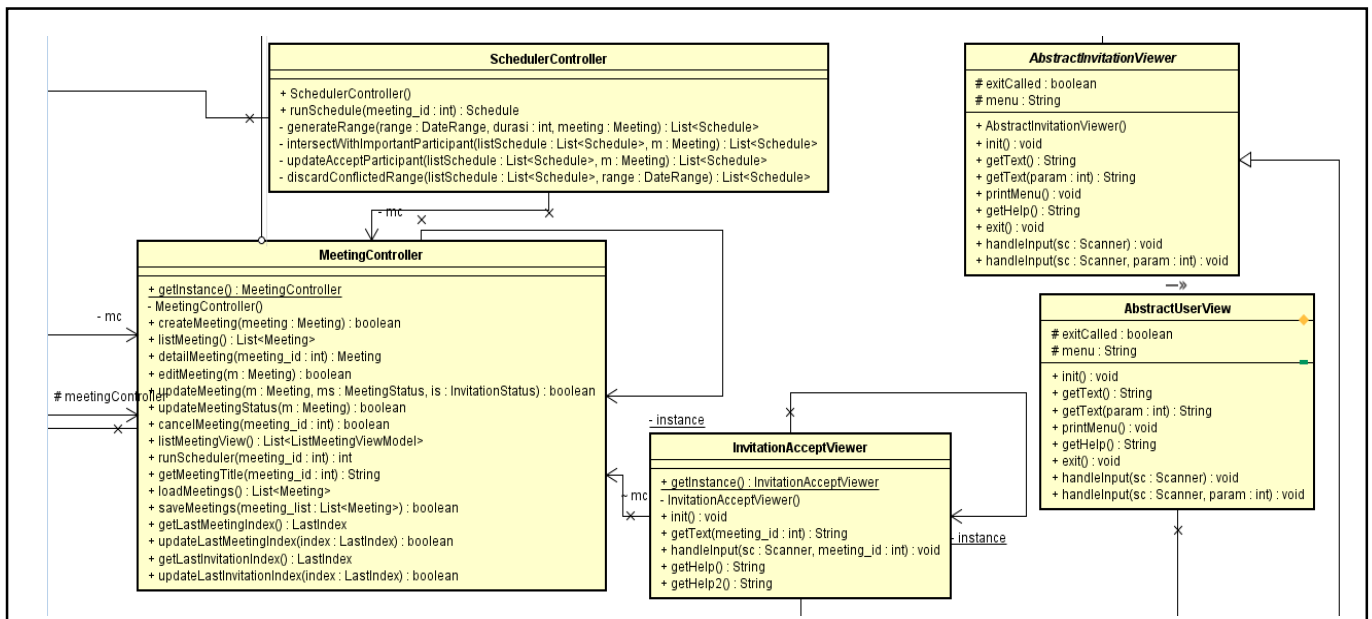 SchedulerController
+ SchedulerController()
+ runSchedule(meeting_id : int) : Schedule
- generateRange(range : DateRange, durasi : int, meeting : Meeting) : List<Schedule>
- intersectWithImportantParticipant(listSchedule : List<Schedule>, m : Meeting) : List<Schedule>
- updateAcceptParticipant(listSchedule : List<Schedule>, m : Meeting) : List<Schedule>
- discardConflictedRange(listSchedule : List<Schedule>, range : DateRange) : List<Schedule>
AbstractInvitationViewer
# exitCalled : boolean
# menu : String
+ AbstractInvitationViewer()
+ init() : void
+ getText() : String
+ getText(param : int) : String
+ printMenu() : void
+ getHelp() : String
+ exit() : void
+ handleInput(sc : Scanner) : void
+ handleInput(sc : Scanner, param : int) : void
- mc
MeetingController
+ getInstance() : MeetingController
- MeetingController()
+ createMeeting(meeting : Meeting) : boolean
+ listMeeting() : List<Meeting>
+ detailMeeting(meeting_id : int) : Meeting
+ editMeeting(m : Meeting) : boolean
+ updateMeeting(m : Meeting, ms : MeetingStatus, is : InvitationStatus) : boolean
+ updateMeetingStatus(m : Meeting) : boolean
+ cancelMeeting(meeting_id : int) : boolean
+ listMeetingView() : List<ListMeetingViewModel>
+ runScheduler(meeting_id : int) : int
+ getMeetingTitle(meeting_id : int) : String
+ loadMeetings() : List<Meeting>
+ saveMeetings(meeting_list : List<Meeting>) : boolean
+ getLastMeetingIndex() : LastIndex
+ updateLastMeetingIndex(index : LastIndex) : boolean
+ getLastInvitationIndex() : LastIndex
+ updateLastInvitationIndex(index : LastIndex) : boolean
- mc
# meetingController
- instance
AbstractUserView
# exitCalled : boolean
# menu : String
+ init() : void
+ getText() : String
+ getText(param : int) : String
+ printMenu() : void
+ getHelp() : String
+ exit() : void
+ handleInput(sc : Scanner) : void
+ handleInput(sc : Scanner, param : int) : void
InvitationAcceptViewer
+ getInstance() : InvitationAcceptViewer
- InvitationAcceptViewer()
+ init() : void
+ getText(meeting_id : int) : String
+ handleInput(sc : Scanner, meeting_id : int) : void
+ getHelp() : String
+ getHelp2() : String
~ mc
- instance